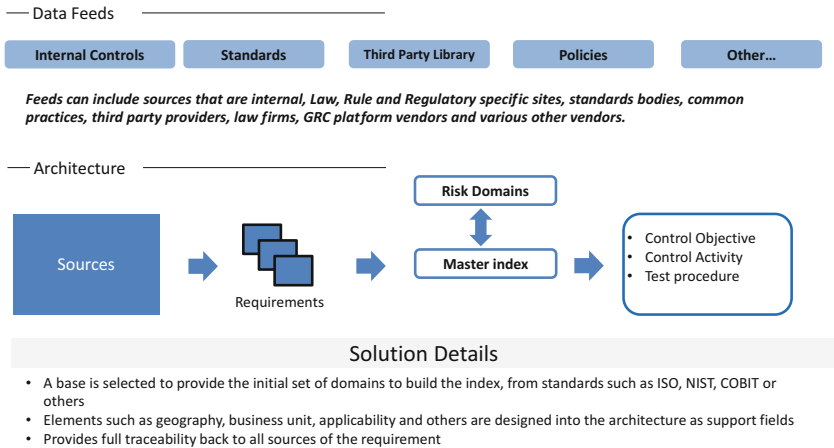 Data Feeds
Internal Controls
Standards
Third Party Library
Policies
Other...
Feeds can include sources that are internal, Law, Rule and Regulatory specific sites, standards bodies, common
practices, third party providers, law firms, GRC platform vendors and various other vendors.
Architecture
Risk Domains
Sources
Requirements
Master index
• Control Objective
• Control Activity
• Test procedure
Solution Details
• A base is selected to provide the initial set of domains to build the index, from standards such as ISO, NIST, COBIT or
others
• Elements such as geography, business unit, applicability and others are designed into the architecture as support fields
• Provides full traceability back to all sources of the requirement